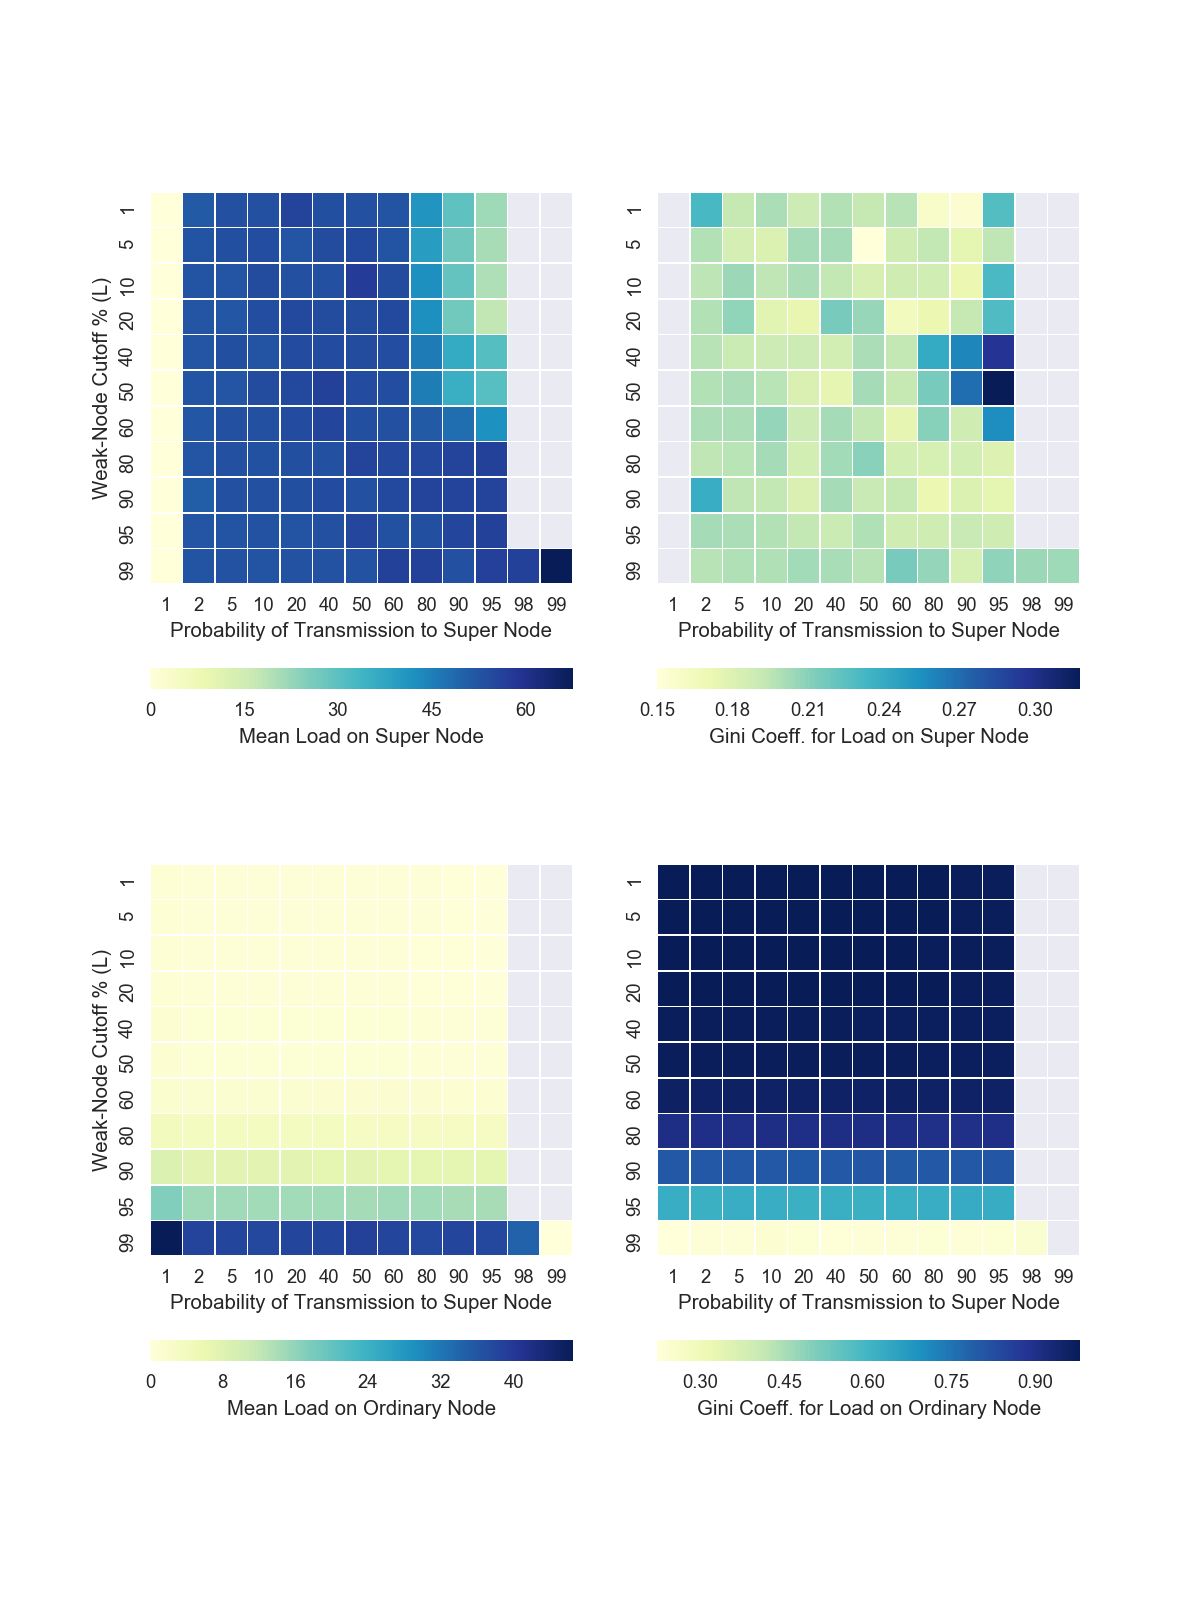 Weak-Node Cutoff % (L)
1
5
10
20
40
50
60
80
90
95
99
1 2 5 10 20 40 50 60 80 90 95 98 99
Probability of Transmission to Super Node
0 15 30 45 60
Mean Load on Super Node
1
5
10
20
40
50
60
80
90
95
99
1 2 5 10 20 40 50 60 80 90 95 98 99
Probability of Transmission to Super Node
0.15 0.18 0.21 0.24 0.27 0.30
Gini Coeff. for Load on Super Node
Weak-Node Cutoff % (L)
1
5
10
20
40
50
60
80
90
95
99
1 2 5 10 20 40 50 60 80 90 95 98 99
Probability of Transmission to Super Node
0 8 16 24 32 40
Mean Load on Ordinary Node
1
5
10
20
40
50
60
80
90
95
99
1 2 5 10 20 40 50 60 80 90 95 98 99
Probability of Transmission to Super Node
0.30 0.45 0.60 0.75 0.90
Gini Coeff. for Load on Ordinary Node